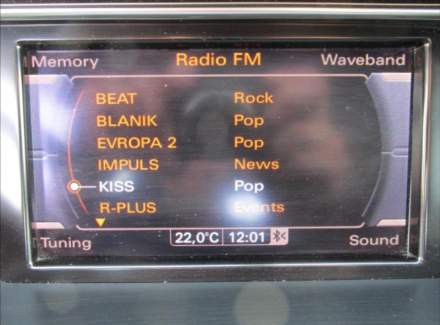 Memory Radio FM Waveband
BEAT Rock
BLANIK Pop
EVROPA 2 Pop
IMPULS News
KISS Pop
R-PLUS Events
Tuning 22,0°C 12:01 Sound